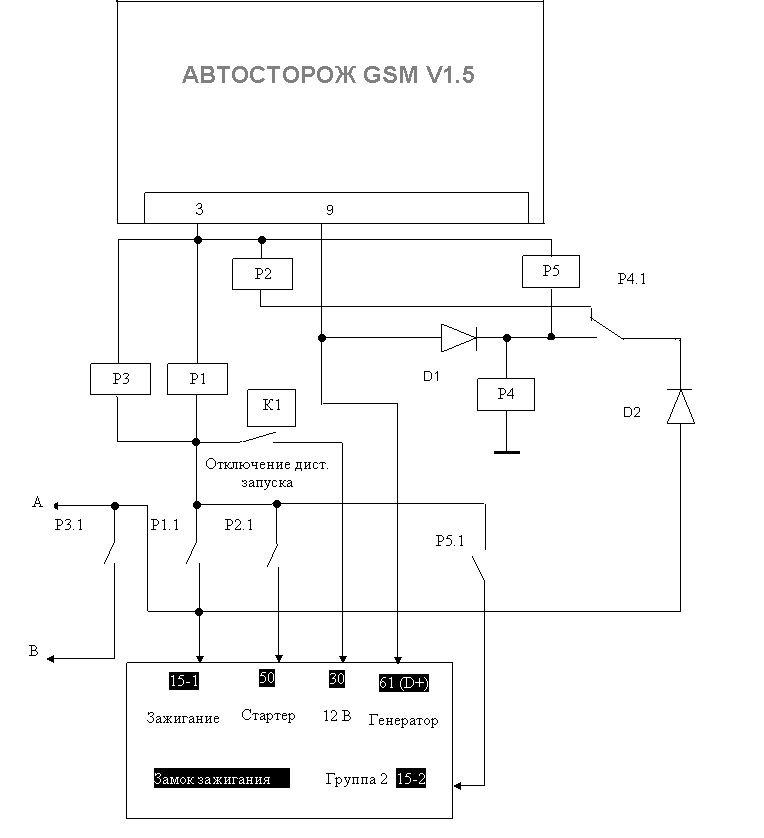 АВТОСТОРОЖ GSM V1.5
3
9
P2
P5
P4.1
P3
P1
D1
P4
D2
K1
Отключение дист.
запуска
A
P3.1
P1.1
P2.1
P5.1
B
15-1
50
30
61 (D+)
Зажигание
Стартер
12 В
Генератор
Замок зажигания
Группа 2
15-2